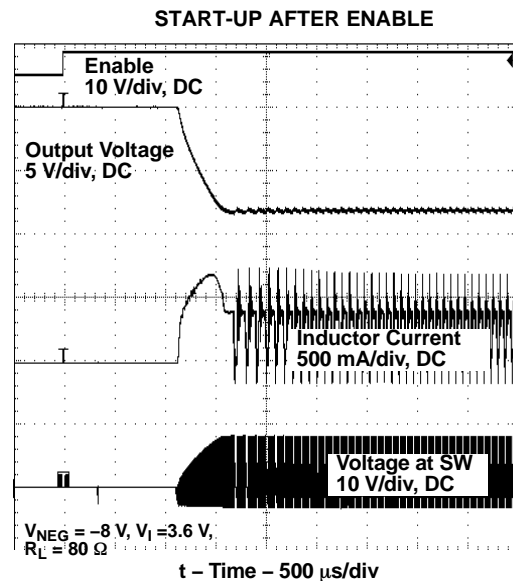 START-UP AFTER ENABLE
Enable
10 V/div, DC
Output Voltage
5 V/div, DC
Inductor Current
500 mA/div, DC
Voltage at SW
10 V/div, DC
VNEG = –8 V, VI =3.6 V,
RL = 80 Ω
t – Time – 500 µs/div